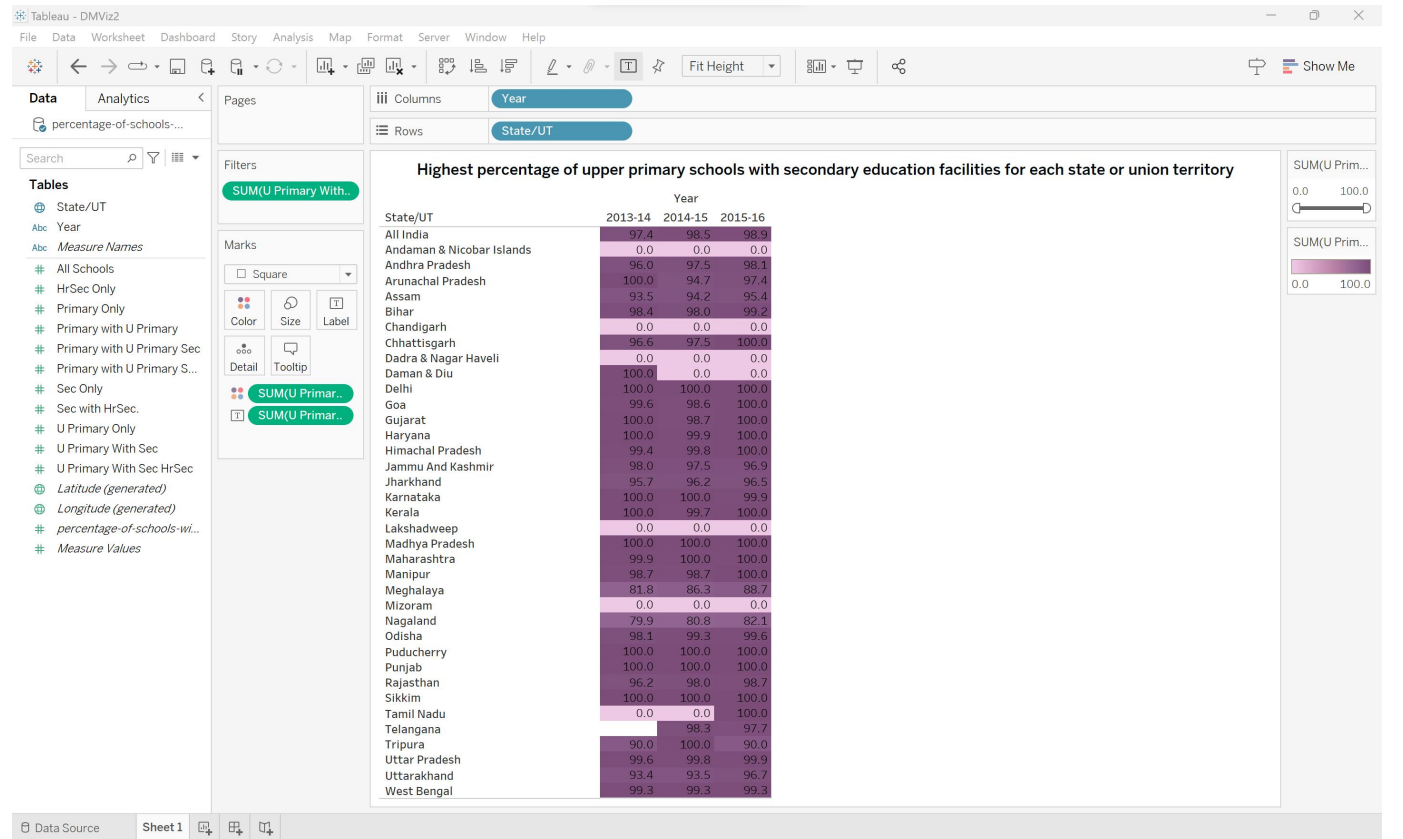 Tableau - DMViz2
File Data Worksheet Dashboard Story Analysis Map Format Server Window Help
Fit Height
Show Me
Data Analytics
percentage-of-schools-...
Search
Tables
State/UT
Abc Year
Abc Measure Names
All Schools
HrSec Only
Primary Only
Primary with U Primary
Primary with U Primary Sec
Primary with U Primary S...
Sec Only
Sec with HrSec.
U Primary Only
U Primary With Sec
U Primary With Sec HrSec
Latitude (generated)
Longitude (generated)
percentage-of-schools-wi...
Measure Values
Pages
Filters
SUM(U Primary With..
Marks
Square
Color Size Label
Detail Tooltip
SUM(U Primar..
SUM(U Primar..
Columns Year
Rows State/UT
Highest percentage of upper primary schools with secondary education facilities for each state or union territory
Year
State/UT 2013-14 2014-15 2015-16
All India 97.4 98.5 98.9
Andaman & Nicobar Islands 0.0 0.0 0.0
Andhra Pradesh 96.0 97.5 98.1
Arunachal Pradesh 100.0 94.7 97.4
Assam 93.5 94.2 95.4
Bihar 98.4 98.0 99.2
Chandigarh 0.0 0.0 0.0
Chhattisgarh 96.6 97.5 100.0
Dadra & Nagar Haveli 0.0 0.0 0.0
Daman & Diu 100.0 0.0 0.0
Delhi 100.0 100.0 100.0
Goa 99.6 98.6 100.0
Gujarat 100.0 98.7 100.0
Haryana 100.0 99.9 100.0
Himachal Pradesh 99.4 99.8 100.0
Jammu And Kashmir 98.0 97.5 96.9
Jharkhand 95.7 96.2 96.5
Karnataka 100.0 100.0 99.9
Kerala 100.0 99.7 100.0
Lakshadweep 0.0 0.0 0.0
Madhya Pradesh 100.0 100.0 100.0
Maharashtra 99.9 100.0 100.0
Manipur 98.7 98.7 100.0
Meghalaya 81.8 86.3 88.7
Mizoram 0.0 0.0 0.0
Nagaland 79.9 80.8 82.1
Odisha 98.1 99.3 99.6
Puducherry 100.0 100.0 100.0
Punjab 100.0 100.0 100.0
Rajasthan 96.2 98.0 98.7
Sikkim 100.0 100.0 100.0
Tamil Nadu 0.0 0.0 100.0
Telangana 98.3 97.7
Tripura 90.0 100.0 90.0
Uttar Pradesh 99.6 99.8 99.9
Uttarakhand 93.4 93.5 96.7
West Bengal 99.3 99.3 99.3
SUM(U Prim...
0.0 100.0
SUM(U Prim...
0.0 100.0
Data Source Sheet 1